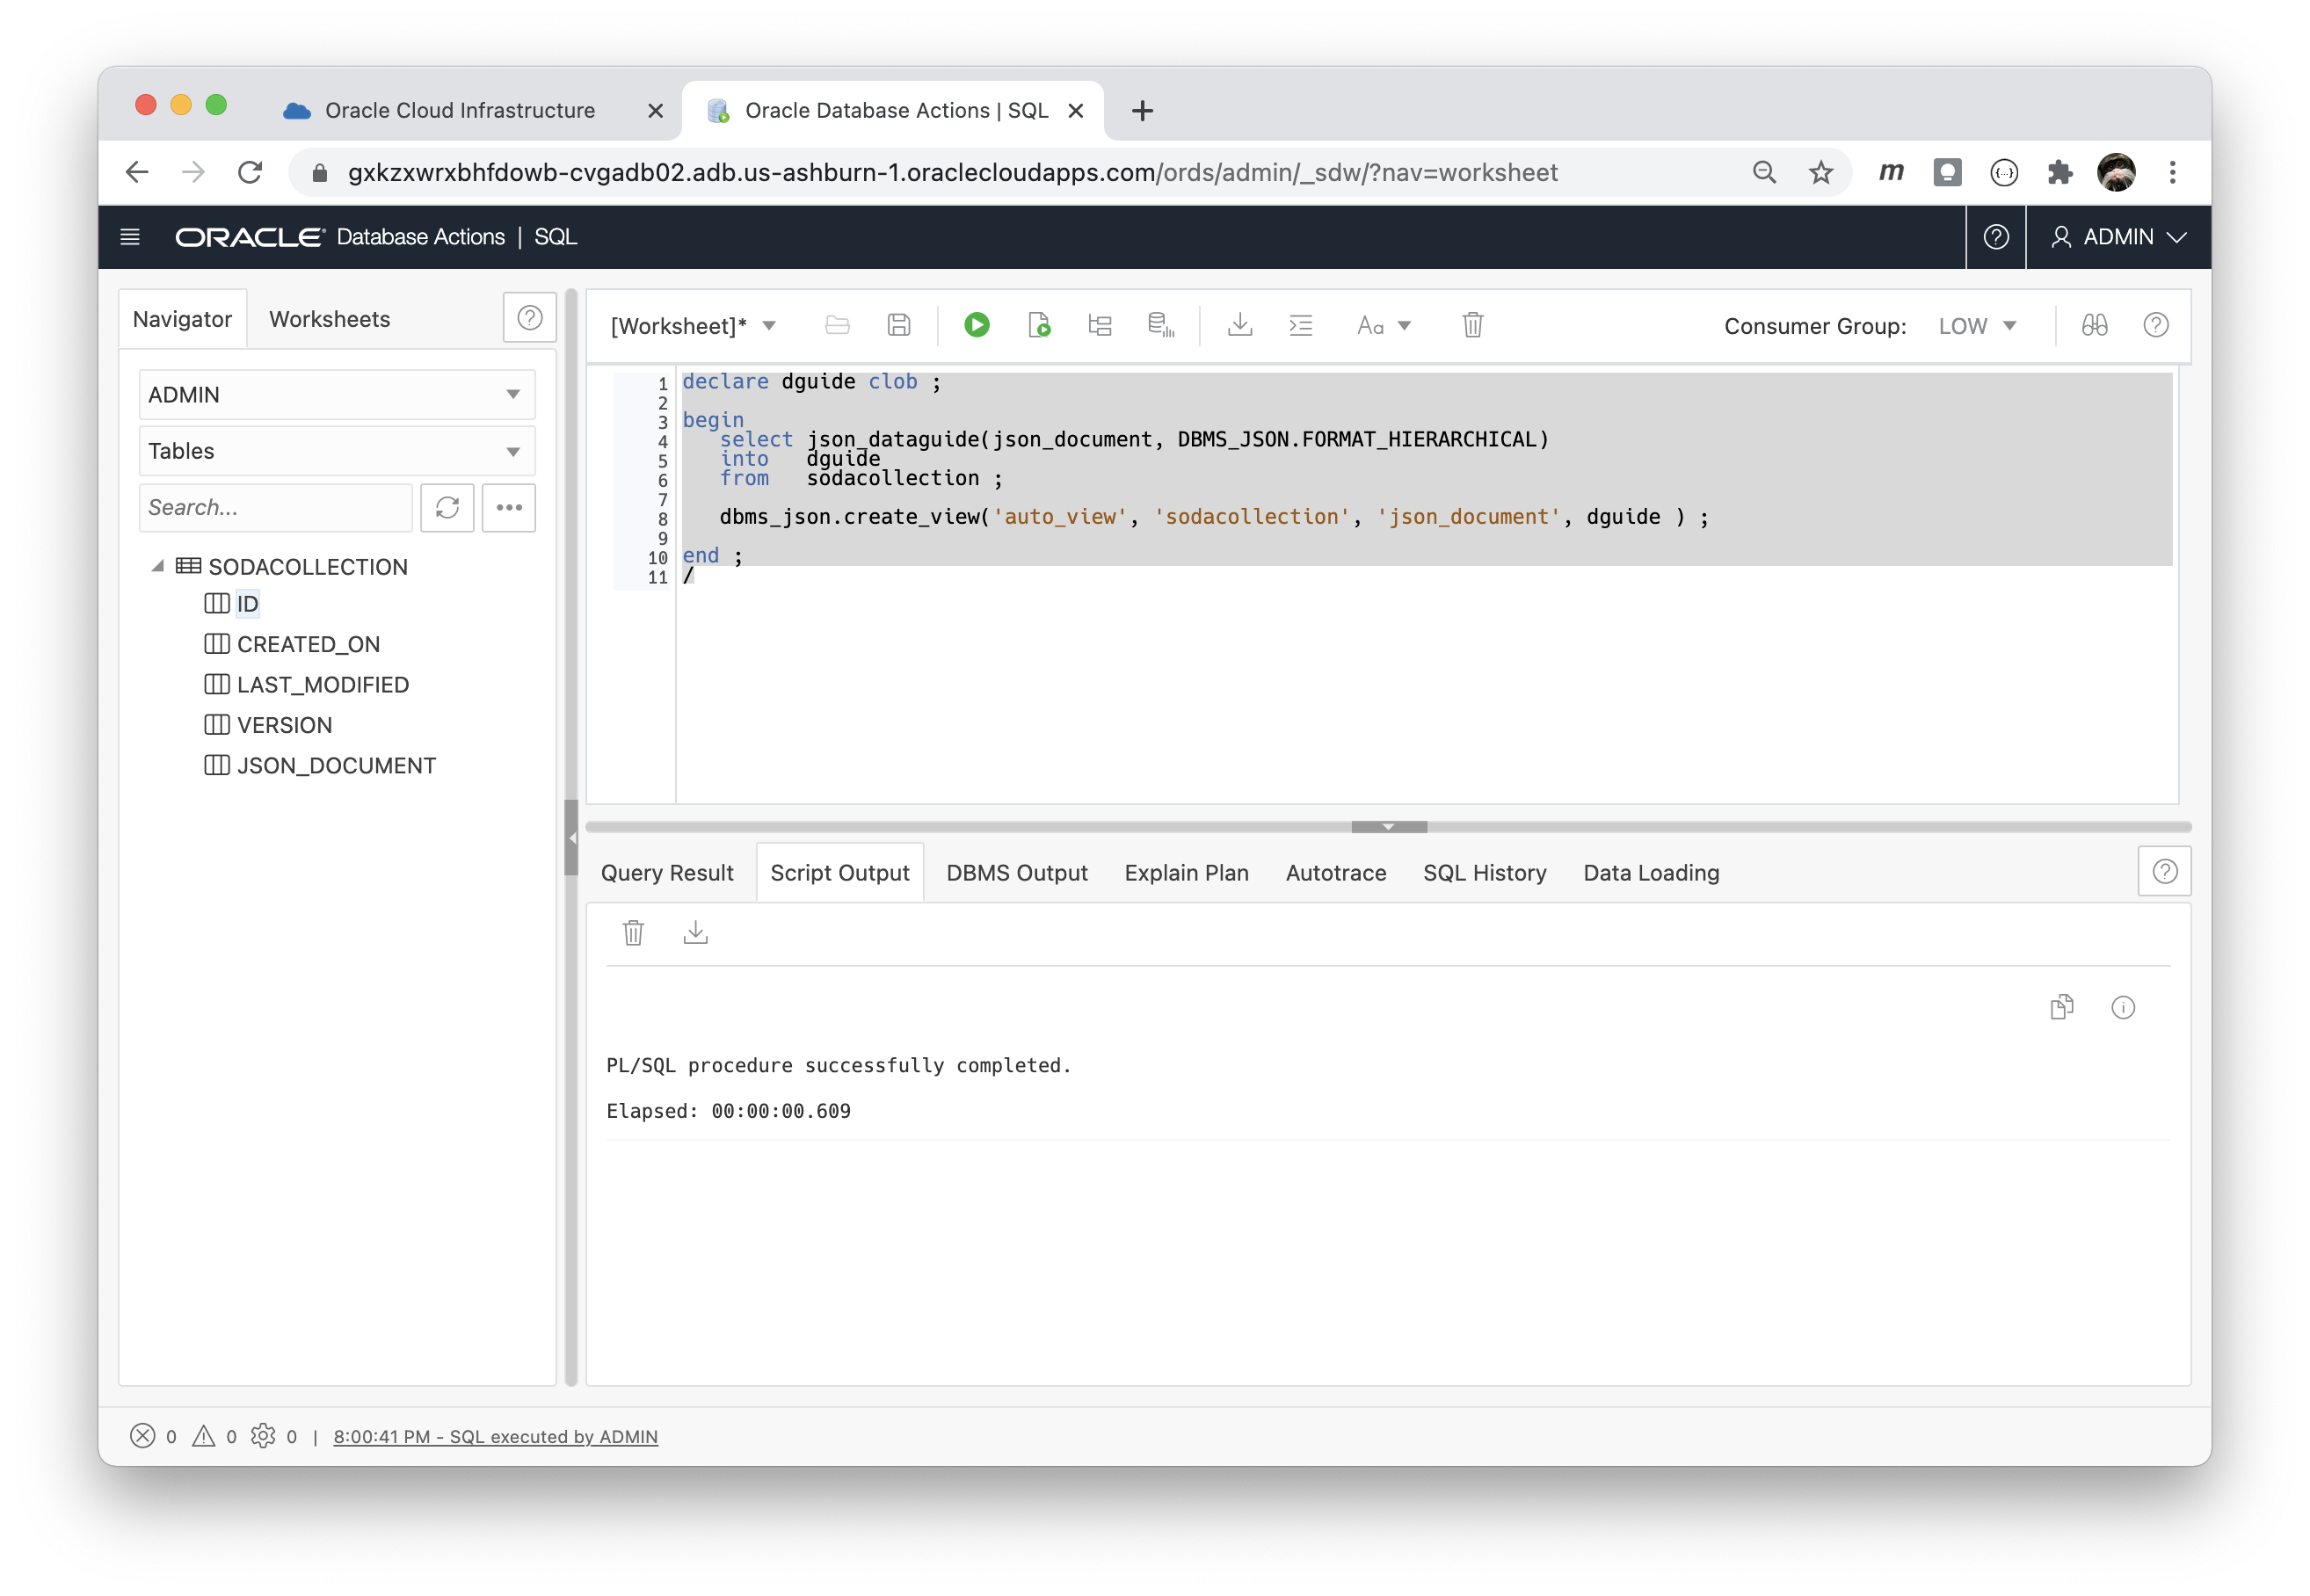 Oracle Cloud Infrastructure
Oracle Database Actions | SQL
gxkzxwrxbhfdowb-cvgadb02.adb.us-ashburn-1.oraclecloudapps.com/ords/admin/_sdw/?nav=worksheet
m
ORACLE Database Actions | SQL
ADMIN
Navigator
Worksheets
ADMIN
Tables
Search...
SODACOLLECTION
ID
CREATED_ON
LAST_MODIFIED
VERSION
JSON_DOCUMENT
[Worksheet]*
Aa
Consumer Group: LOW
1 declare dguide clob ;
2
3 begin
4 select json_dataguide(json_document, DBMS_JSON.FORMAT_HIERARCHICAL)
5 into dguide
6 from sodacollection ;
7
8 dbms_json.create_view('auto_view', 'sodacollection', 'json_document', dguide ) ;
9
10 end ;
11 /
Query Result
Script Output
DBMS Output
Explain Plan
Autotrace
SQL History
Data Loading
PL/SQL procedure successfully completed.
Elapsed: 00:00:00.609
0 0 0 | 8:00:41 PM - SQL executed by ADMIN